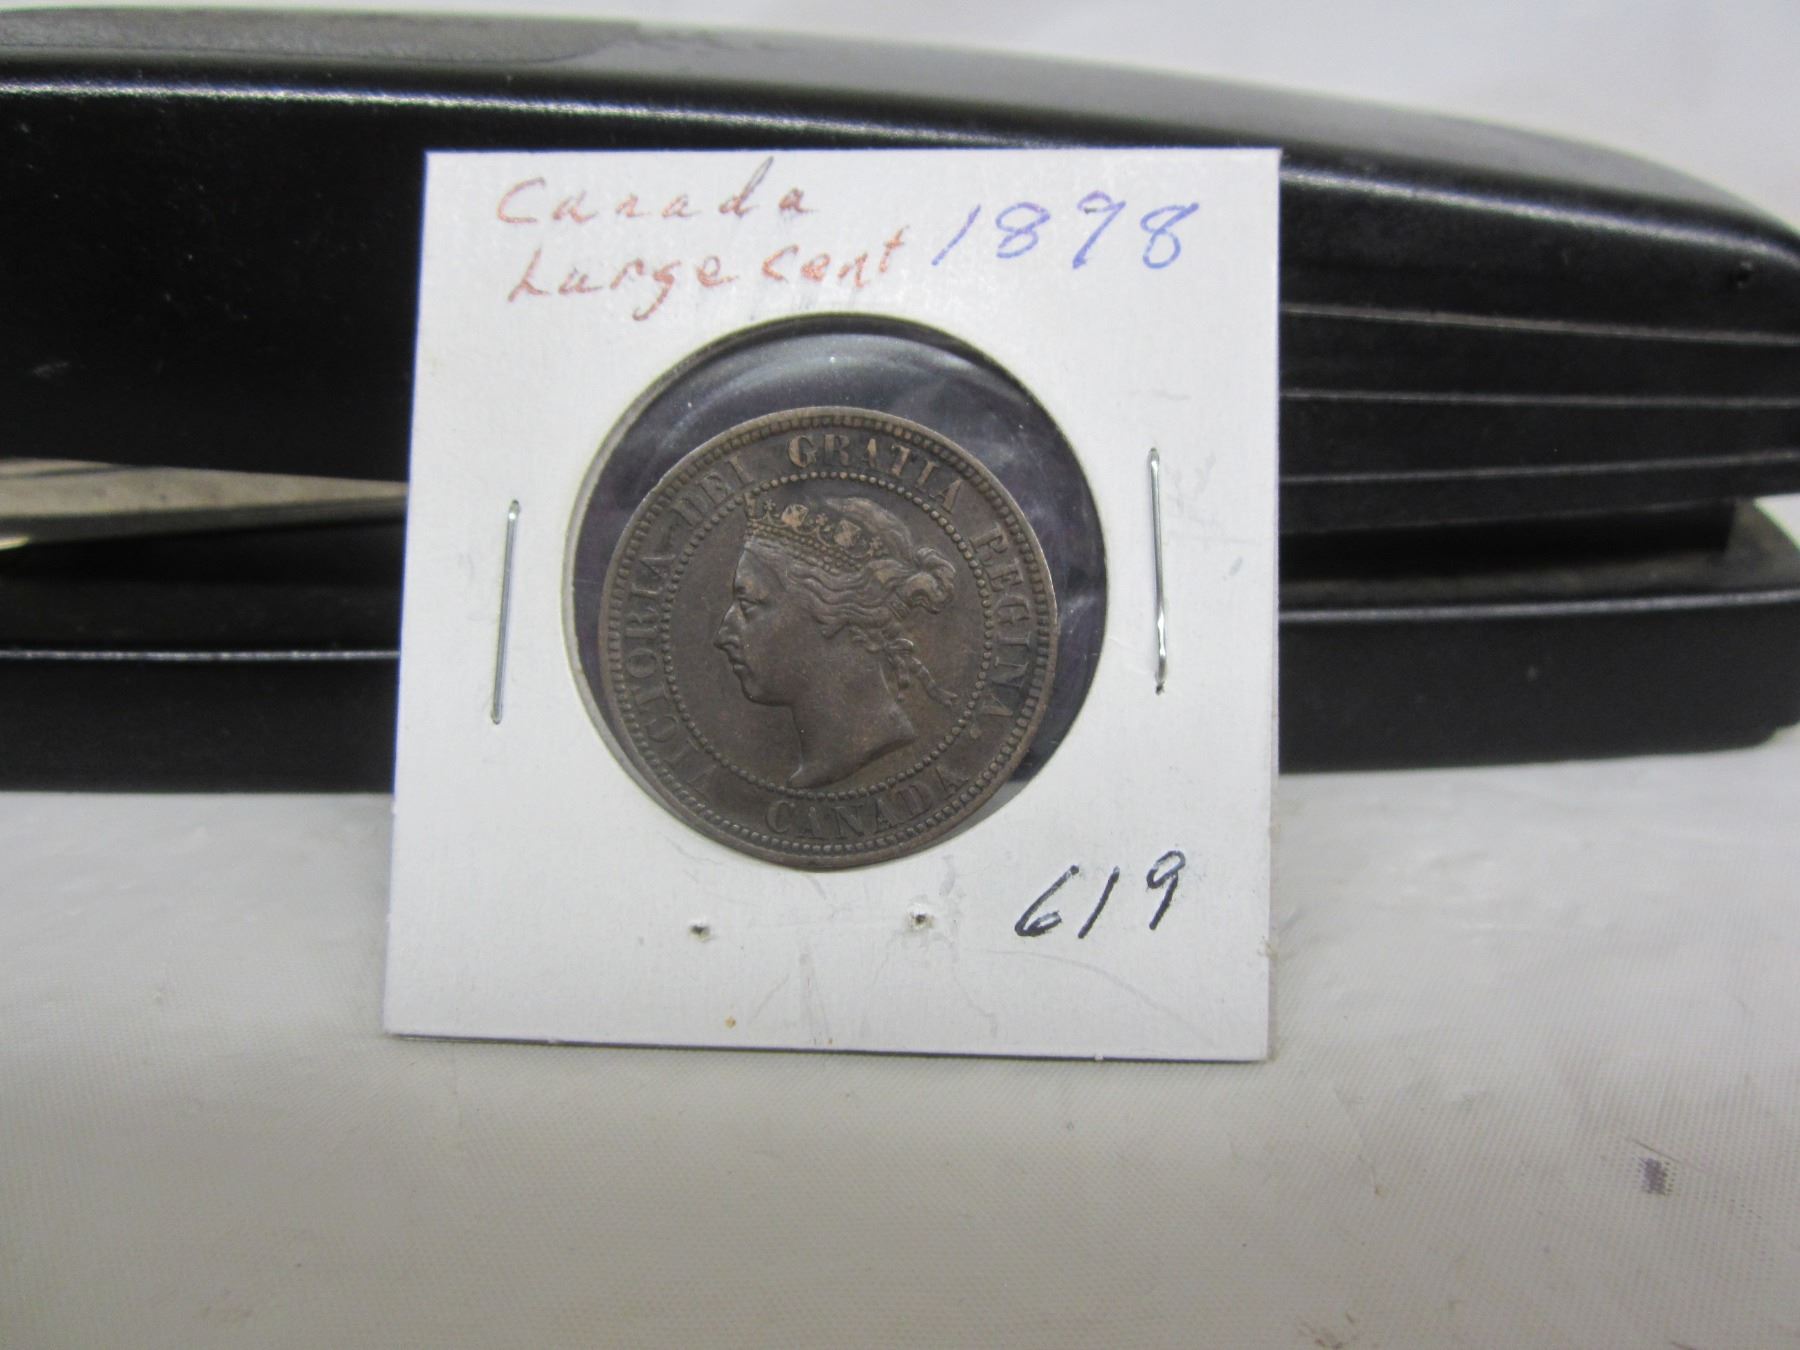 Canada
Large Cent 1898
VICTORIA DEI GRATIA REGINA.
CANADA
619